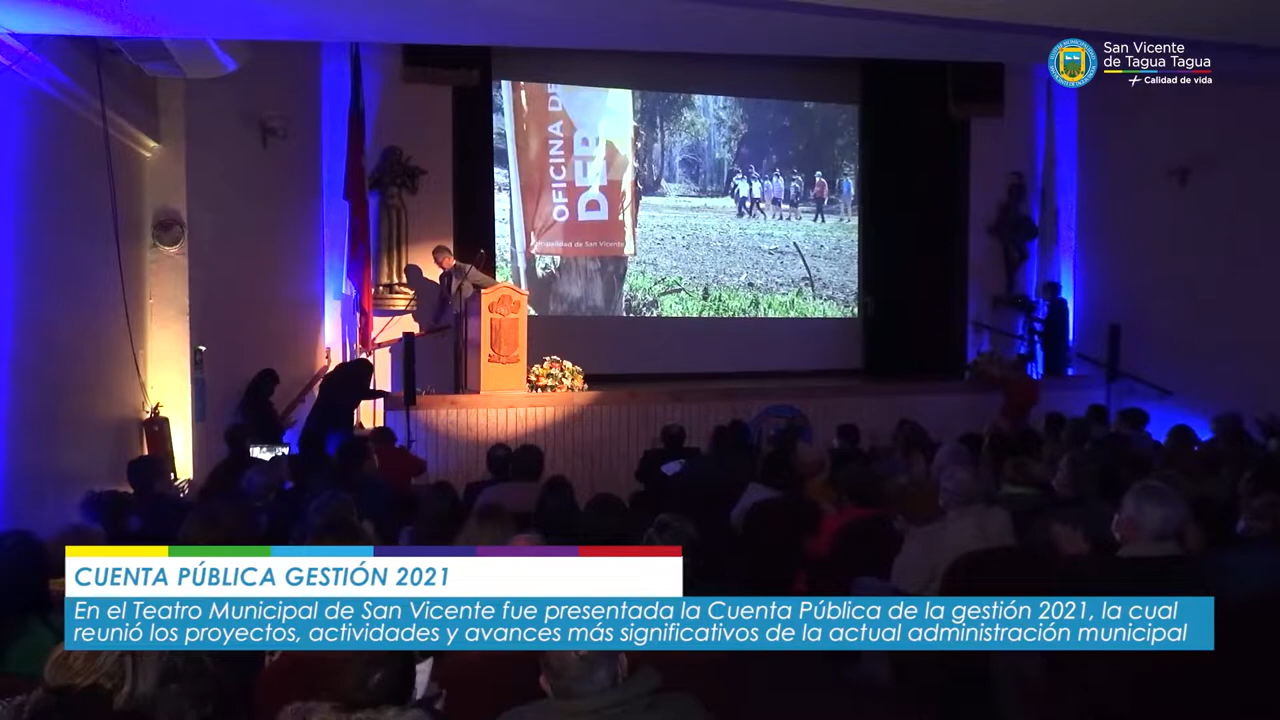 San Vicente
de Tagua Tagua
Calidad de vida
OFICINA DE
CUENTA PÚBLICA GESTIÓN 2021
En el Teatro Municipal de San Vicente fue presentada la Cuenta Pública de la gestión 2021, la cual
reunió los proyectos, actividades y avances más significativos de la actual administración municipal